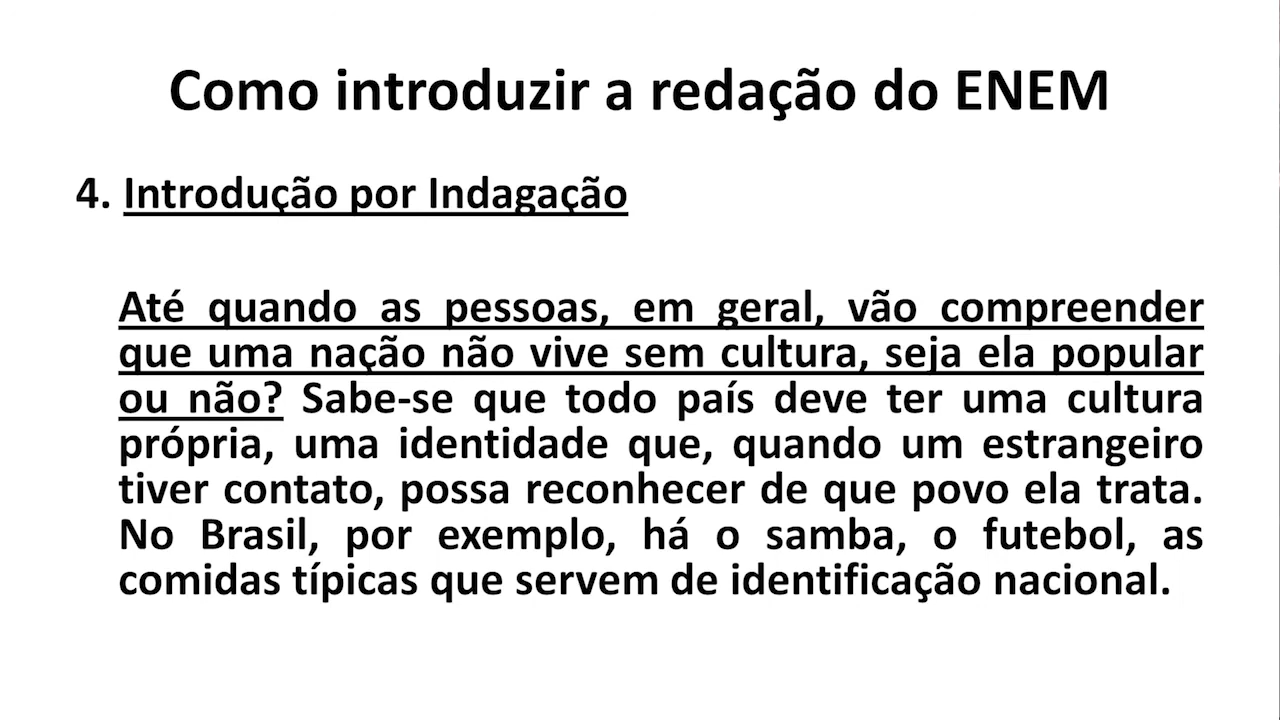 Como introduzir a redação do ENEM
4. Introdução por Indagação
Até quando as pessoas, em geral, vão compreender
que uma nação não vive sem cultura, seja ela popular
ou não? Sabe-se que todo país deve ter uma cultura
própria, uma identidade que, quando um estrangeiro
tiver contato, possa reconhecer de que povo ela trata.
No Brasil, por exemplo, há o samba, o futebol, as
comidas típicas que servem de identificação nacional.